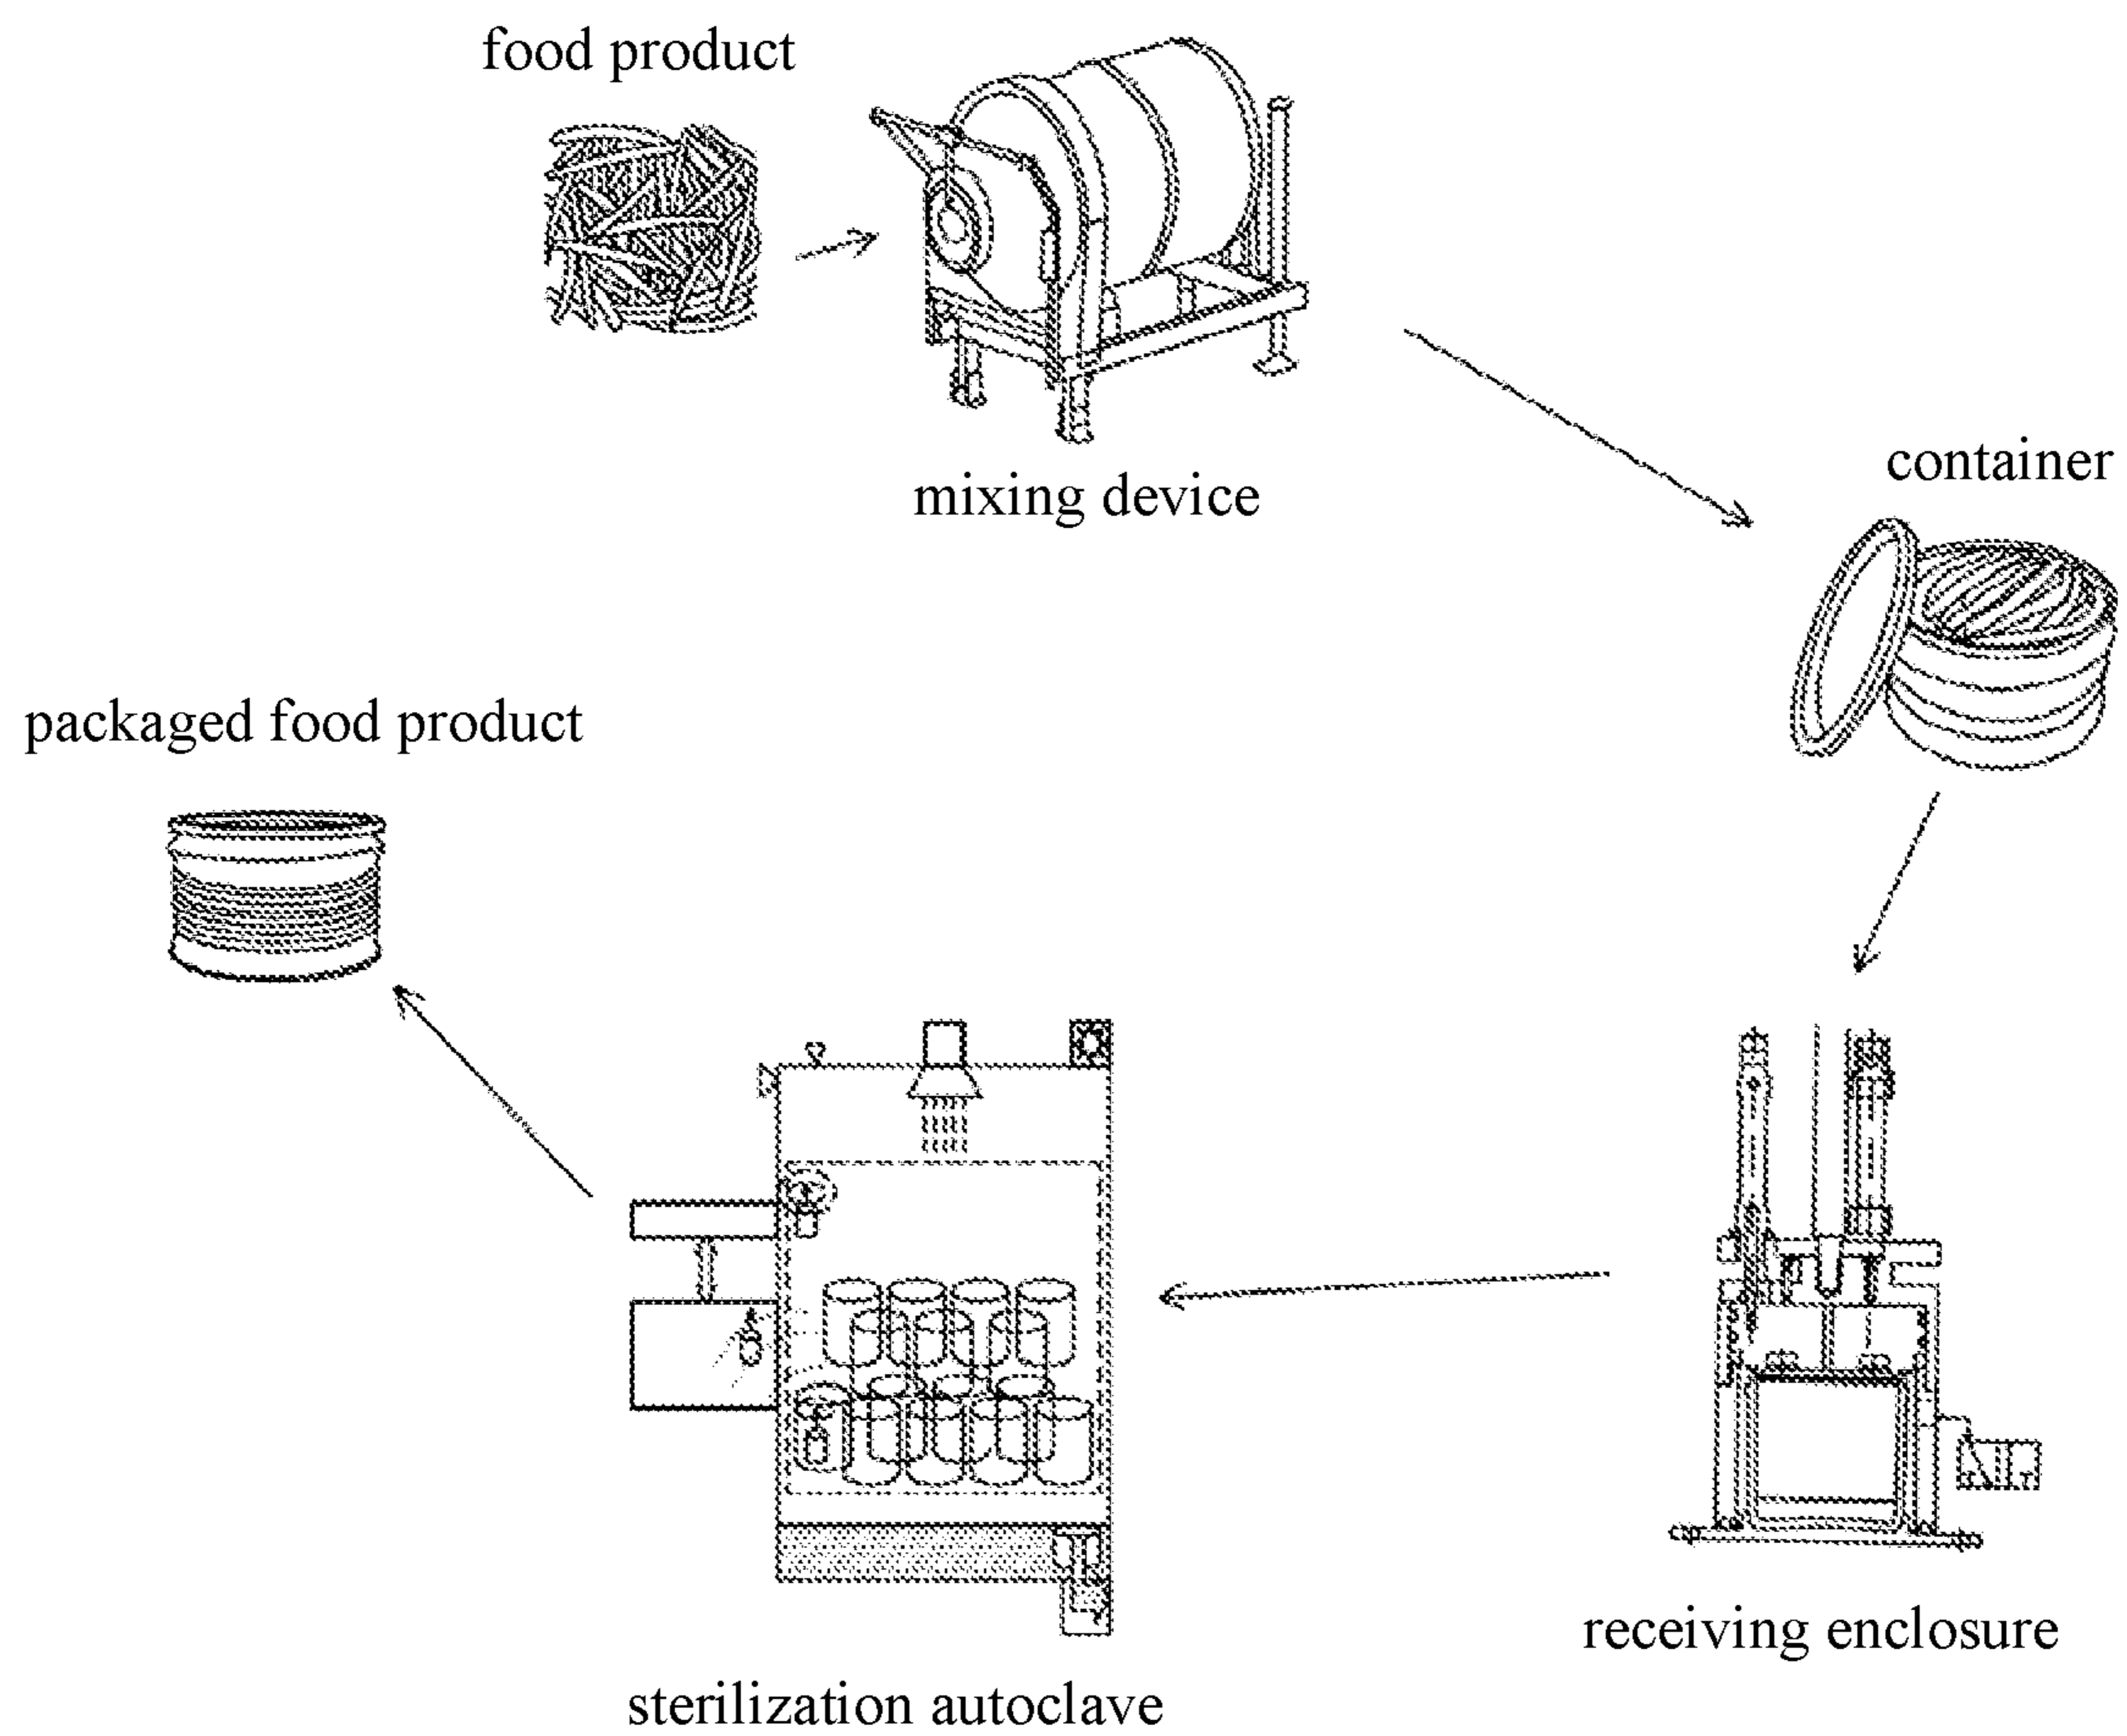 food product
mixing device
container
packaged food product
receiving enclosure
sterilization autoclave